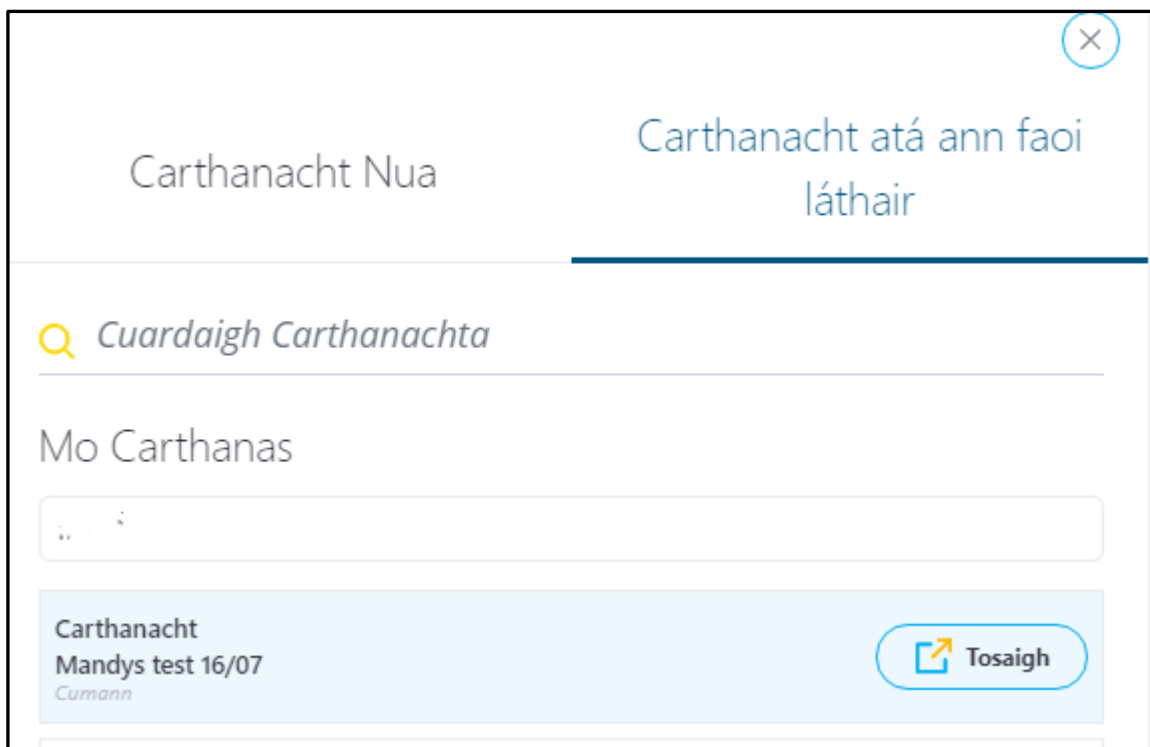 Carthanacht Nua
Carthanacht atá ann faoi
láthair
Cuardaigh Carthanachta
Mo Carthanas
Carthanacht
Mandys test 16/07
Cumann
Tosaigh